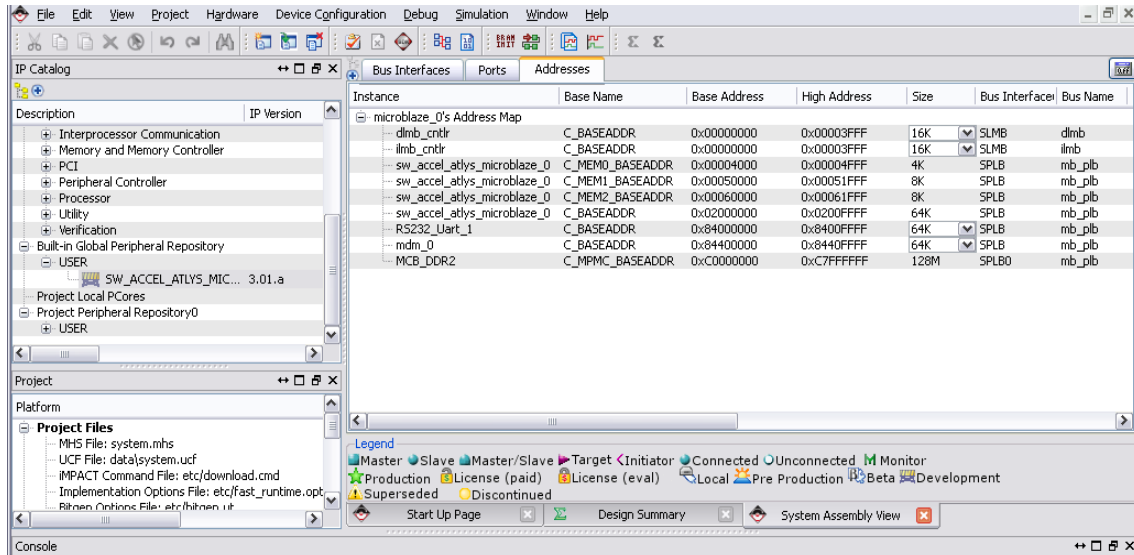 File Edit View Project Hardware Device Configuration Debug Simulation Window Help
IP Catalog
Description IP Version
Interprocessor Communication
Memory and Memory Controller
PCI
Peripheral Controller
Processor
Utility
Verification
Built-in Global Peripheral Repository
USER
SW_ACCEL_ATLYS_MIC... 3.01.a
Project Local PCores
Project Peripheral Repository0
USER
Project
Platform
Project Files
MHS File: system.mhs
UCF File: data\system.ucf
iMPACT Command File: etc/download.cmd
Implementation Options File: etc/fast_runtime.opt
Bitgen Options File: etc/bitgen.ut
Bus Interfaces Ports Addresses
Instance Base Name Base Address High Address Size Bus Interface Bus Name
microblaze_0's Address Map
dlmb_cntlr C_BASEADDR 0x00000000 0x00003FFF 16K SLMB dlmb
ilmb_cntlr C_BASEADDR 0x00000000 0x00003FFF 16K SLMB ilmb
sw_accel_atlys_microblaze_0 C_MEM0_BASEADDR 0x00004000 0x00004FFF 4K SPLB mb_plb
sw_accel_atlys_microblaze_0 C_MEM1_BASEADDR 0x00050000 0x00051FFF 8K SPLB mb_plb
sw_accel_atlys_microblaze_0 C_MEM2_BASEADDR 0x00060000 0x00061FFF 8K SPLB mb_plb
sw_accel_atlys_microblaze_0 C_BASEADDR 0x02000000 0x0200FFFF 64K SPLB mb_plb
RS232_Uart_1 C_BASEADDR 0x84000000 0x8400FFFF 64K SPLB mb_plb
mdm_0 C_BASEADDR 0x84400000 0x8440FFFF 64K SPLB mb_plb
MCB_DDR2 C_MPMC_BASEADDR 0xC0000000 0xC7FFFFFF 128M SPLB0 mb_plb
Legend
Master Slave Master/Slave Target Initiator Connected Unconnected M Monitor
Production License (paid) License (eval) Local Pre Production Beta Development
Superseded Discontinued
Start Up Page Design Summary System Assembly View
Console